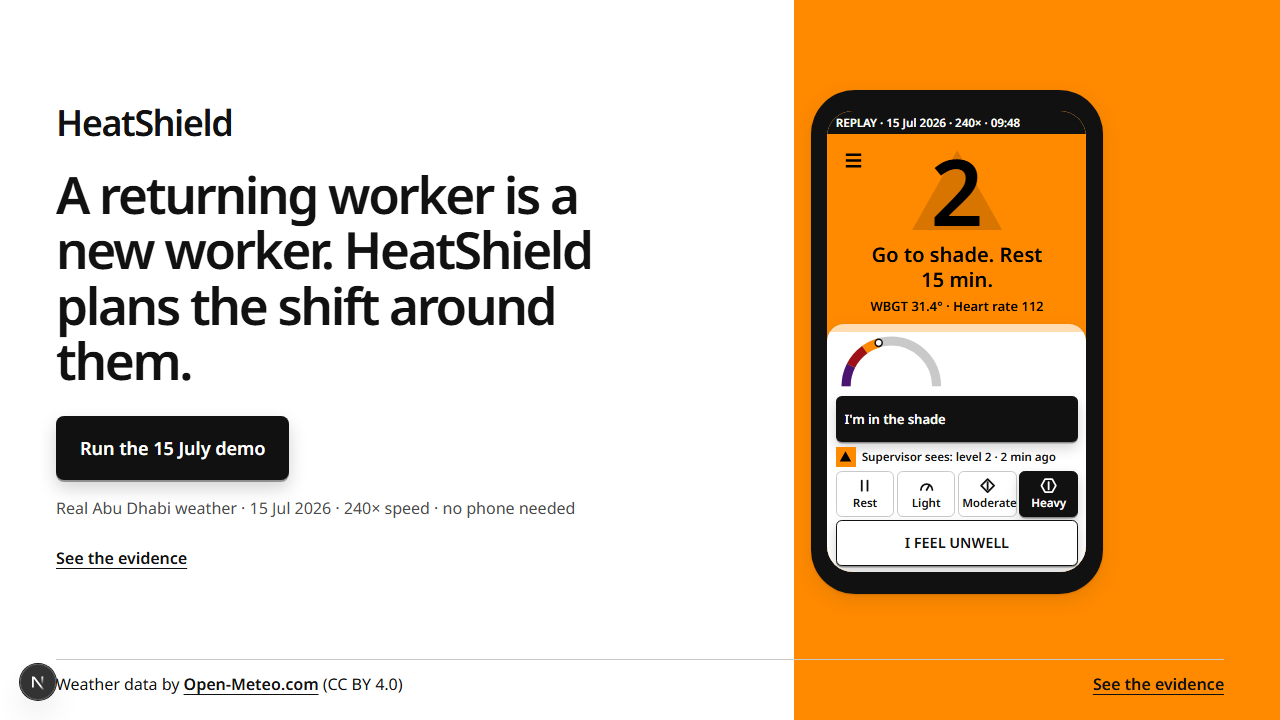 HeatShield
A returning worker is a
new worker. HeatShield
plans the shift around
them.
Run the 15 July demo
Real Abu Dhabi weather · 15 Jul 2026 · 240× speed · no phone needed
See the evidence
REPLAY · 15 Jul 2026 · 240× · 09:48
2
Go to shade. Rest
15 min.
WBGT 31.4° · Heart rate 112
I'm in the shade
Supervisor sees: level 2 · 2 min ago
Rest Light Moderate Heavy
I FEEL UNWELL
N
Weather data by Open-Meteo.com (CC BY 4.0)
See the evidence